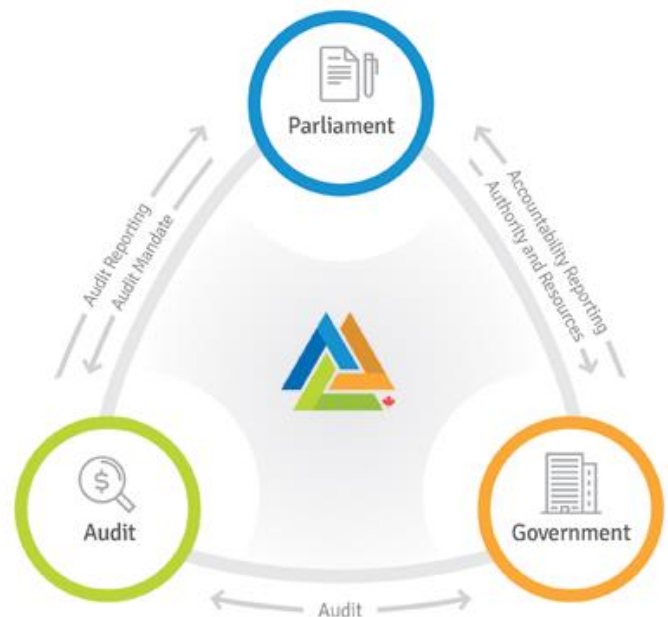 Parliament
Audit Reporting
Audit Mandate
Accountability Reporting
Authority and Resources
$
Audit
Government
Audit